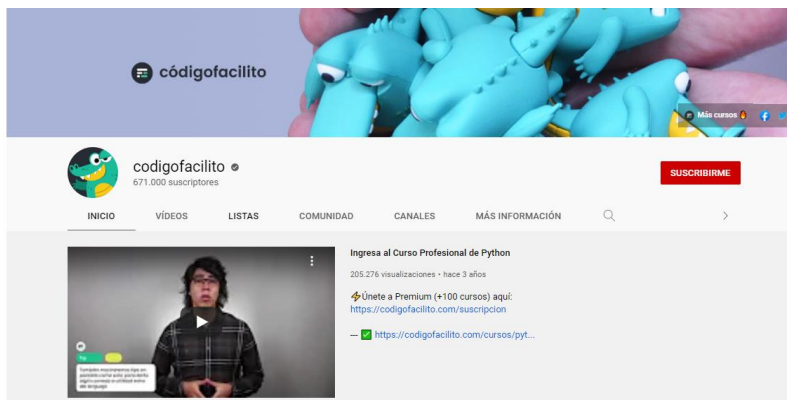 códigofacilito
Más cursos
codigofacilito
671.000 suscriptores
SUSCRIBIRME
INICIO VÍDEOS LISTAS COMUNIDAD CANALES MÁS INFORMACIÓN
Ingresa al Curso Profesional de Python
205.276 visualizaciones • hace 3 años
⚡Únete a Premium (+100 cursos) aquí:
https://codigofacilito.com/suscripcion
--- ✅ https://codigofacilito.com/cursos/pyt...
Tip